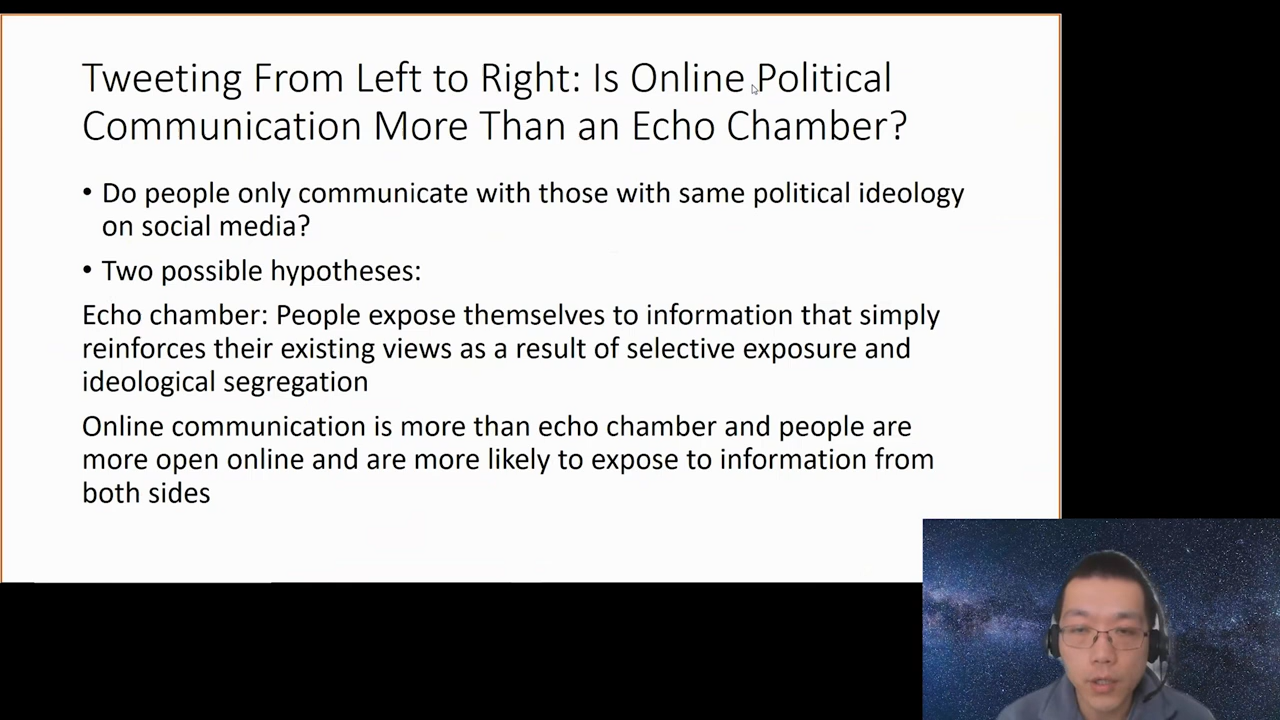 Tweeting From Left to Right: Is Online Political
Communication More Than an Echo Chamber?
• Do people only communicate with those with same political ideology
on social media?
• Two possible hypotheses:
Echo chamber: People expose themselves to information that simply
reinforces their existing views as a result of selective exposure and
ideological segregation
Online communication is more than echo chamber and people are
more open online and are more likely to expose to information from
both sides